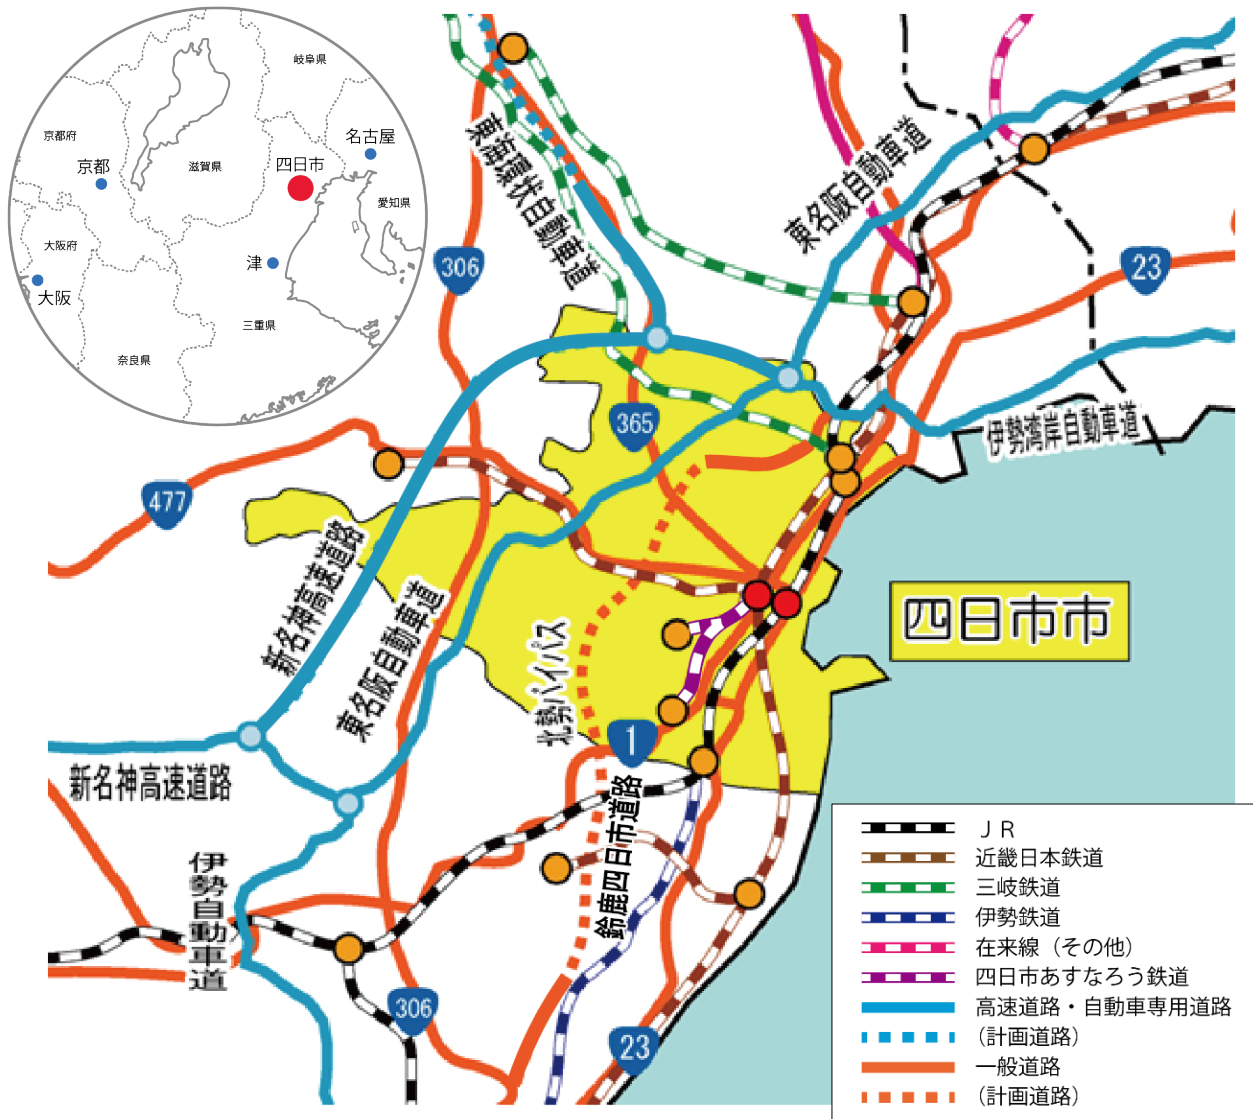 岐阜県
京都府
名古屋
京都
滋賀県
四日市
愛知県
大阪府
津
大阪
三重県
奈良県
東海環状自動車道
東名阪自動車道
306
23
365
伊勢湾岸自動車道
477
新名神高速道路
東名阪自動車道
四日市市
北勢バイパス
1
新名神高速道路
鈴鹿四日市道路
伊勢自動車道
306
23
JR
近畿日本鉄道
三岐鉄道
伊勢鉄道
在来線（その他）
四日市あすなろう鉄道
高速道路・自動車専用道路
（計画道路）
一般道路
（計画道路）